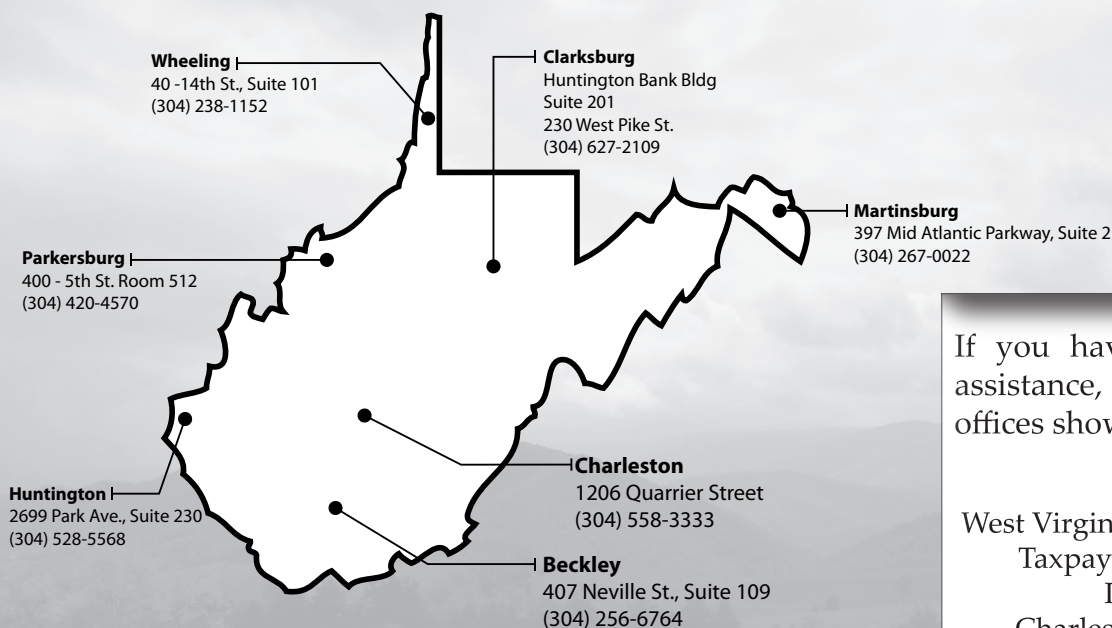 Wheeling
40 -14th St., Suite 101
(304) 238-1152
Clarksburg
Huntington Bank Bldg
Suite 201
230 West Pike St.
(304) 627-2109
Martinsburg
397 Mid Atlantic Parkway, Suite 2
(304) 267-0022
Parkersburg
400 - 5th St. Room 512
(304) 420-4570
Huntington
2699 Park Ave., Suite 230
(304) 528-5568
Charleston
1206 Quarrier Street
(304) 558-3333
Beckley
407 Neville St., Suite 109
(304) 256-6764
If you hav
assistance,
offices show
West Virgin
Taxpay
Charles